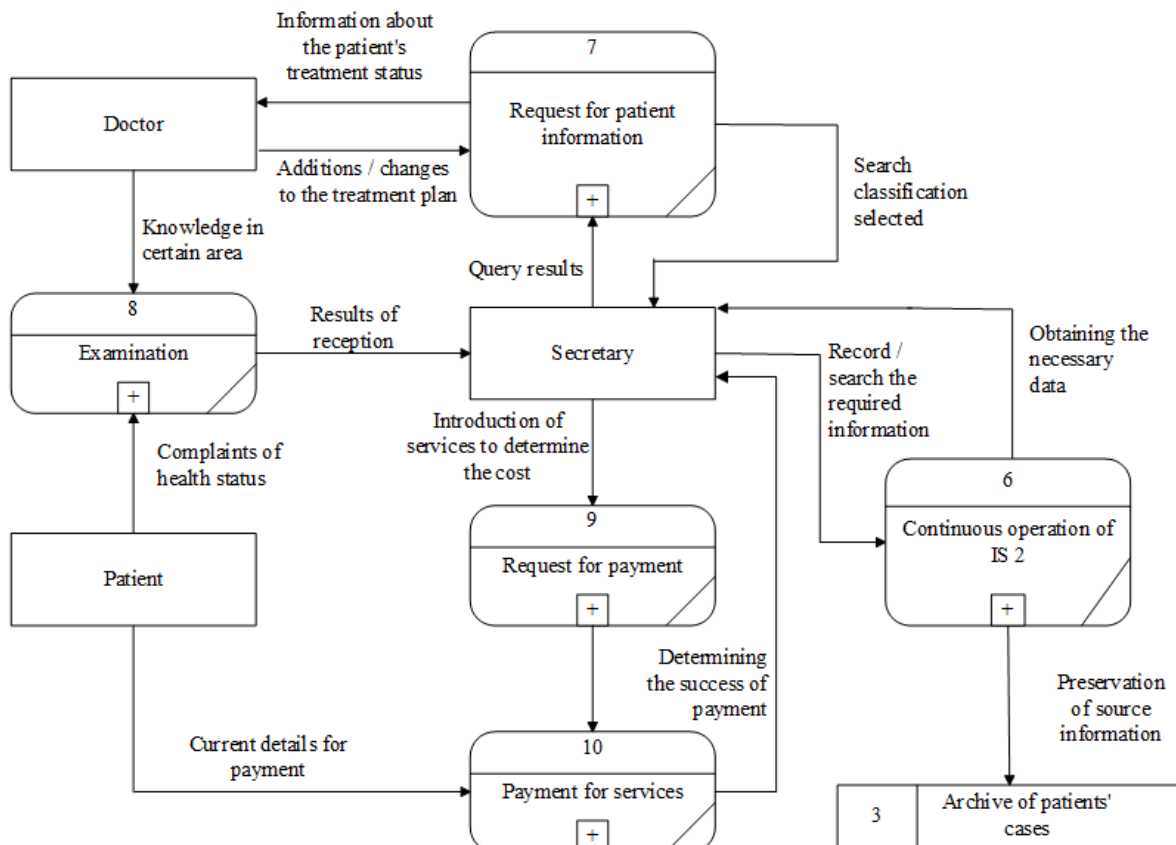 Information about
the patient's
treatment status
7
Request for patient
information
+
Doctor
Additions / changes
to the treatment plan
Search
classification
selected
Knowledge in
certain area
Query results
8
Examination
+
Results of
reception
Secretary
Record /
search the
required
information
Obtaining the
necessary
data
Introduction of
services to determine
the cost
Complaints of
health status
6
Continuous operation of
IS 2
+
9
Request for payment
+
Patient
Determining
the success of
payment
Preservation
of source
information
Current details for
payment
10
Payment for services
+
3
Archive of patients'
cases